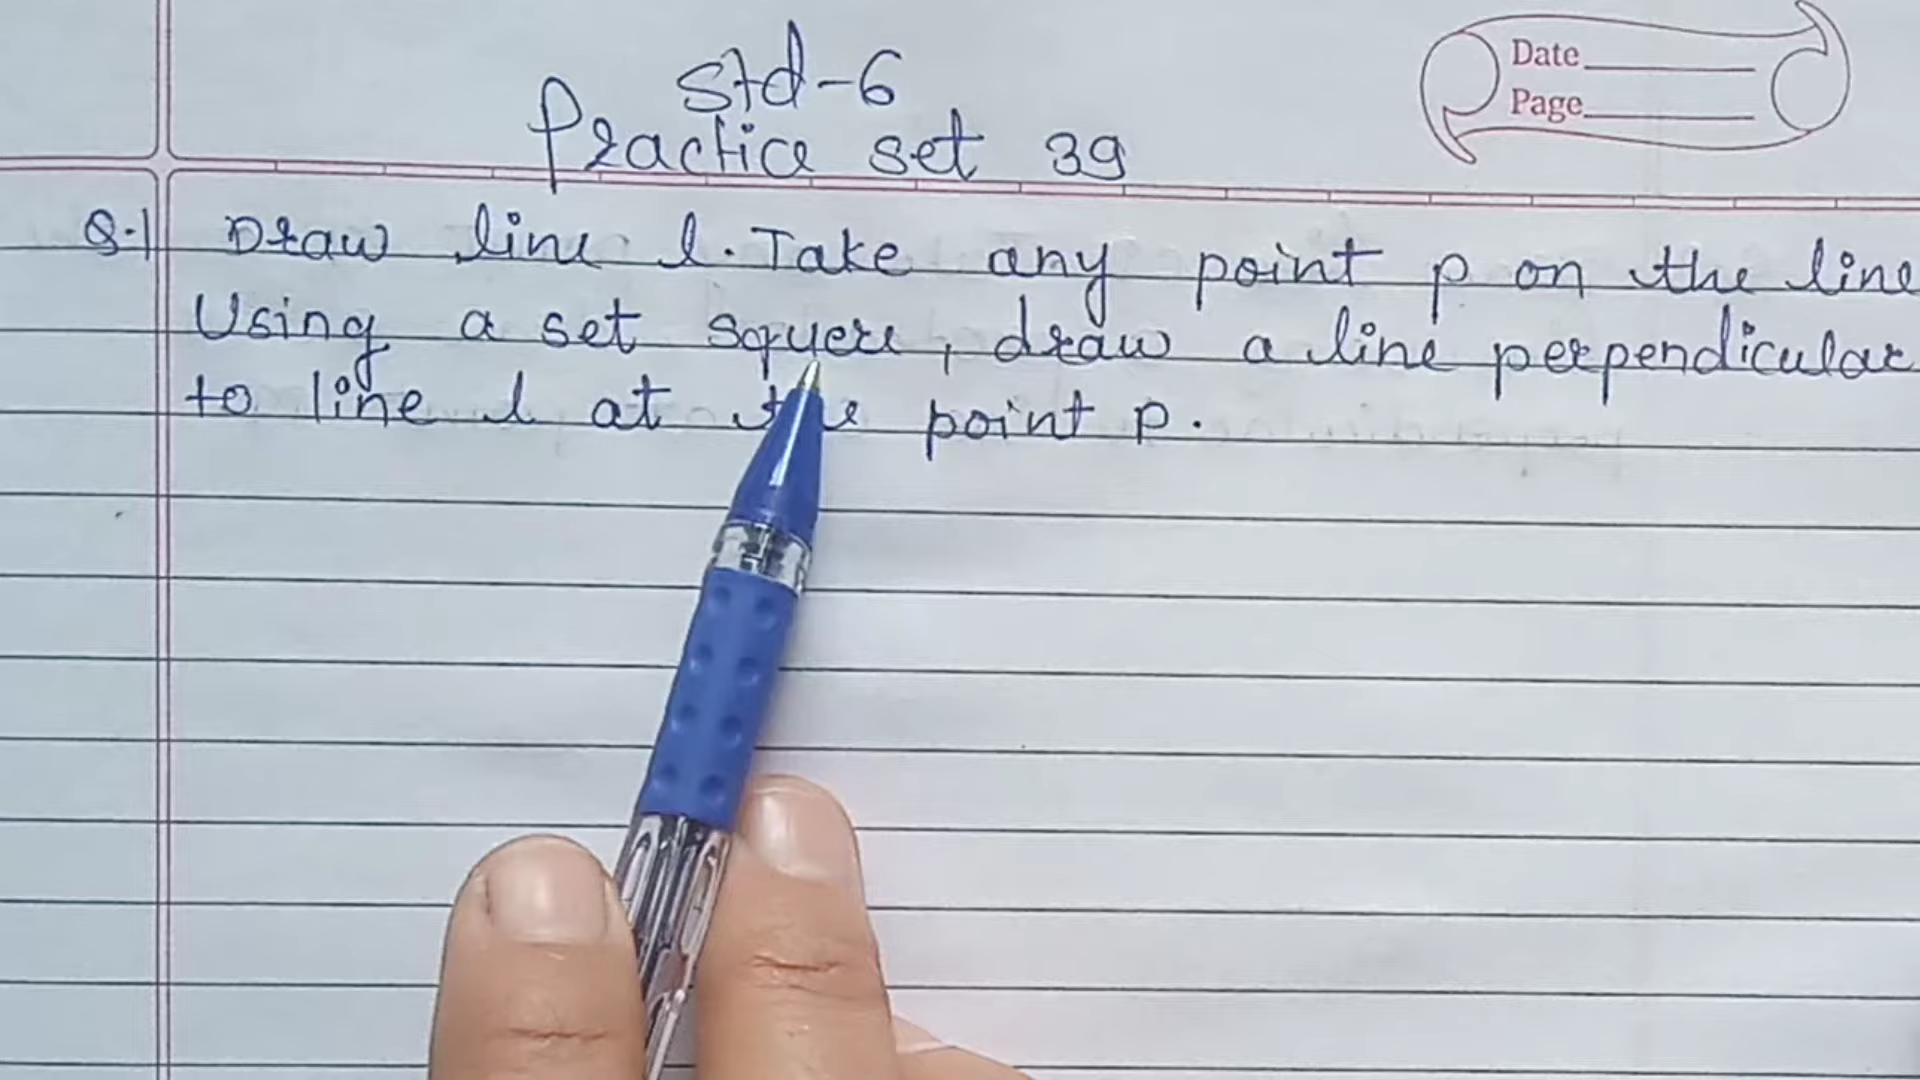 Std-6
Practice set 39
Date
Page
Q.1 Draw line l. Take any point p on the line
Using a set squere, draw a line perpendicular
to line l at the point p.